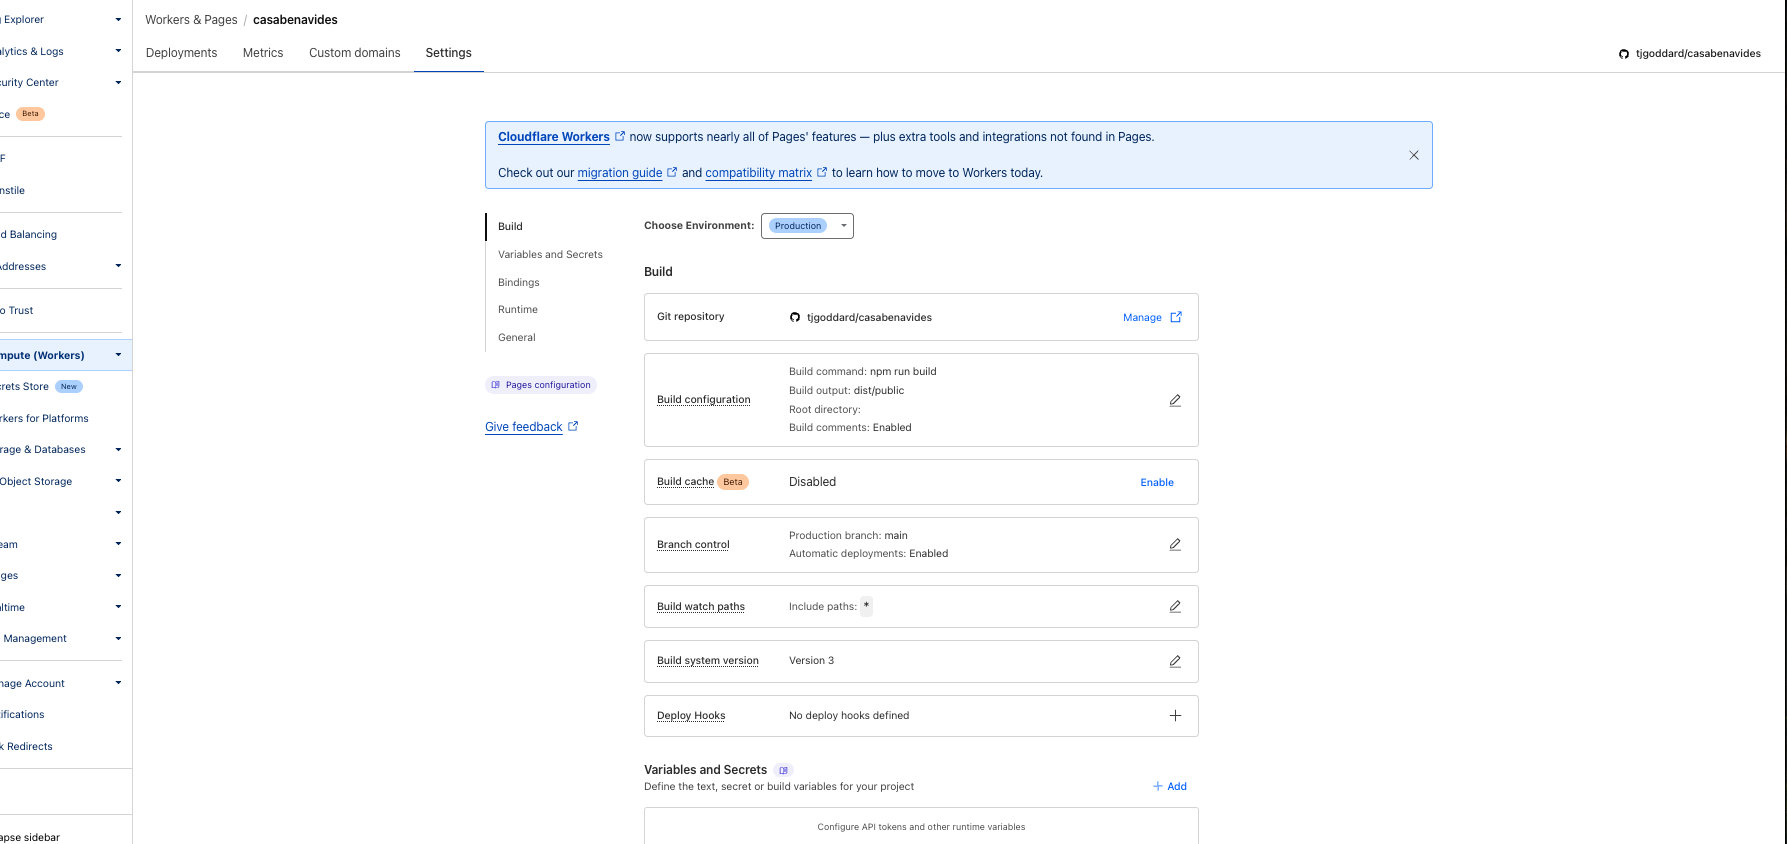 Explorer
Workers & Pages / casabenavides
alytics & Logs
Deployments Metrics Custom domains Settings
tjgoddard/casabenavides
curity Center
ce Beta
F
nstile
d Balancing
Addresses
o Trust
mpute (Workers)
crets Store New
rkers for Platforms
rage & Databases
Object Storage
eam
ges
altime
Management
nage Account
ifications
k Redirects
apse sidebar
Cloudflare Workers now supports nearly all of Pages' features — plus extra tools and integrations not found in Pages.
Check out our migration guide and compatibility matrix to learn how to move to Workers today.
Build
Variables and Secrets
Bindings
Runtime
General
Pages configuration
Give feedback
Choose Environment: Production
Build
Git repository tjgoddard/casabenavides Manage
Build configuration
Build command: npm run build
Build output: dist/public
Root directory:
Build comments: Enabled
Build cache Beta Disabled Enable
Branch control
Production branch: main
Automatic deployments: Enabled
Build watch paths Include paths: *
Build system version Version 3
Deploy Hooks No deploy hooks defined
Variables and Secrets
Define the text, secret or build variables for your project
Add
Configure API tokens and other runtime variables